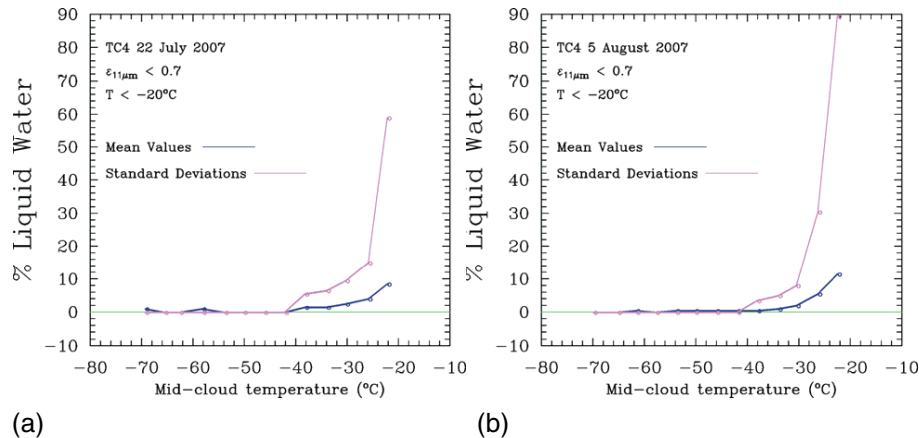 90
80
70
60
50
40
30
20
10
0
−10
% Liquid Water
TC4 22 July 2007
ε11μm < 0.7
T < −20°C
Mean Values
Standard Deviations
−80 −70 −60 −50 −40 −30 −20 −10
Mid-cloud temperature (°C)
(a)
90
80
70
60
50
40
30
20
10
0
−10
% Liquid Water
TC4 5 August 2007
ε11μm < 0.7
T < −20°C
Mean Values
Standard Deviations
−80 −70 −60 −50 −40 −30 −20 −10
Mid-cloud temperature (°C)
(b)